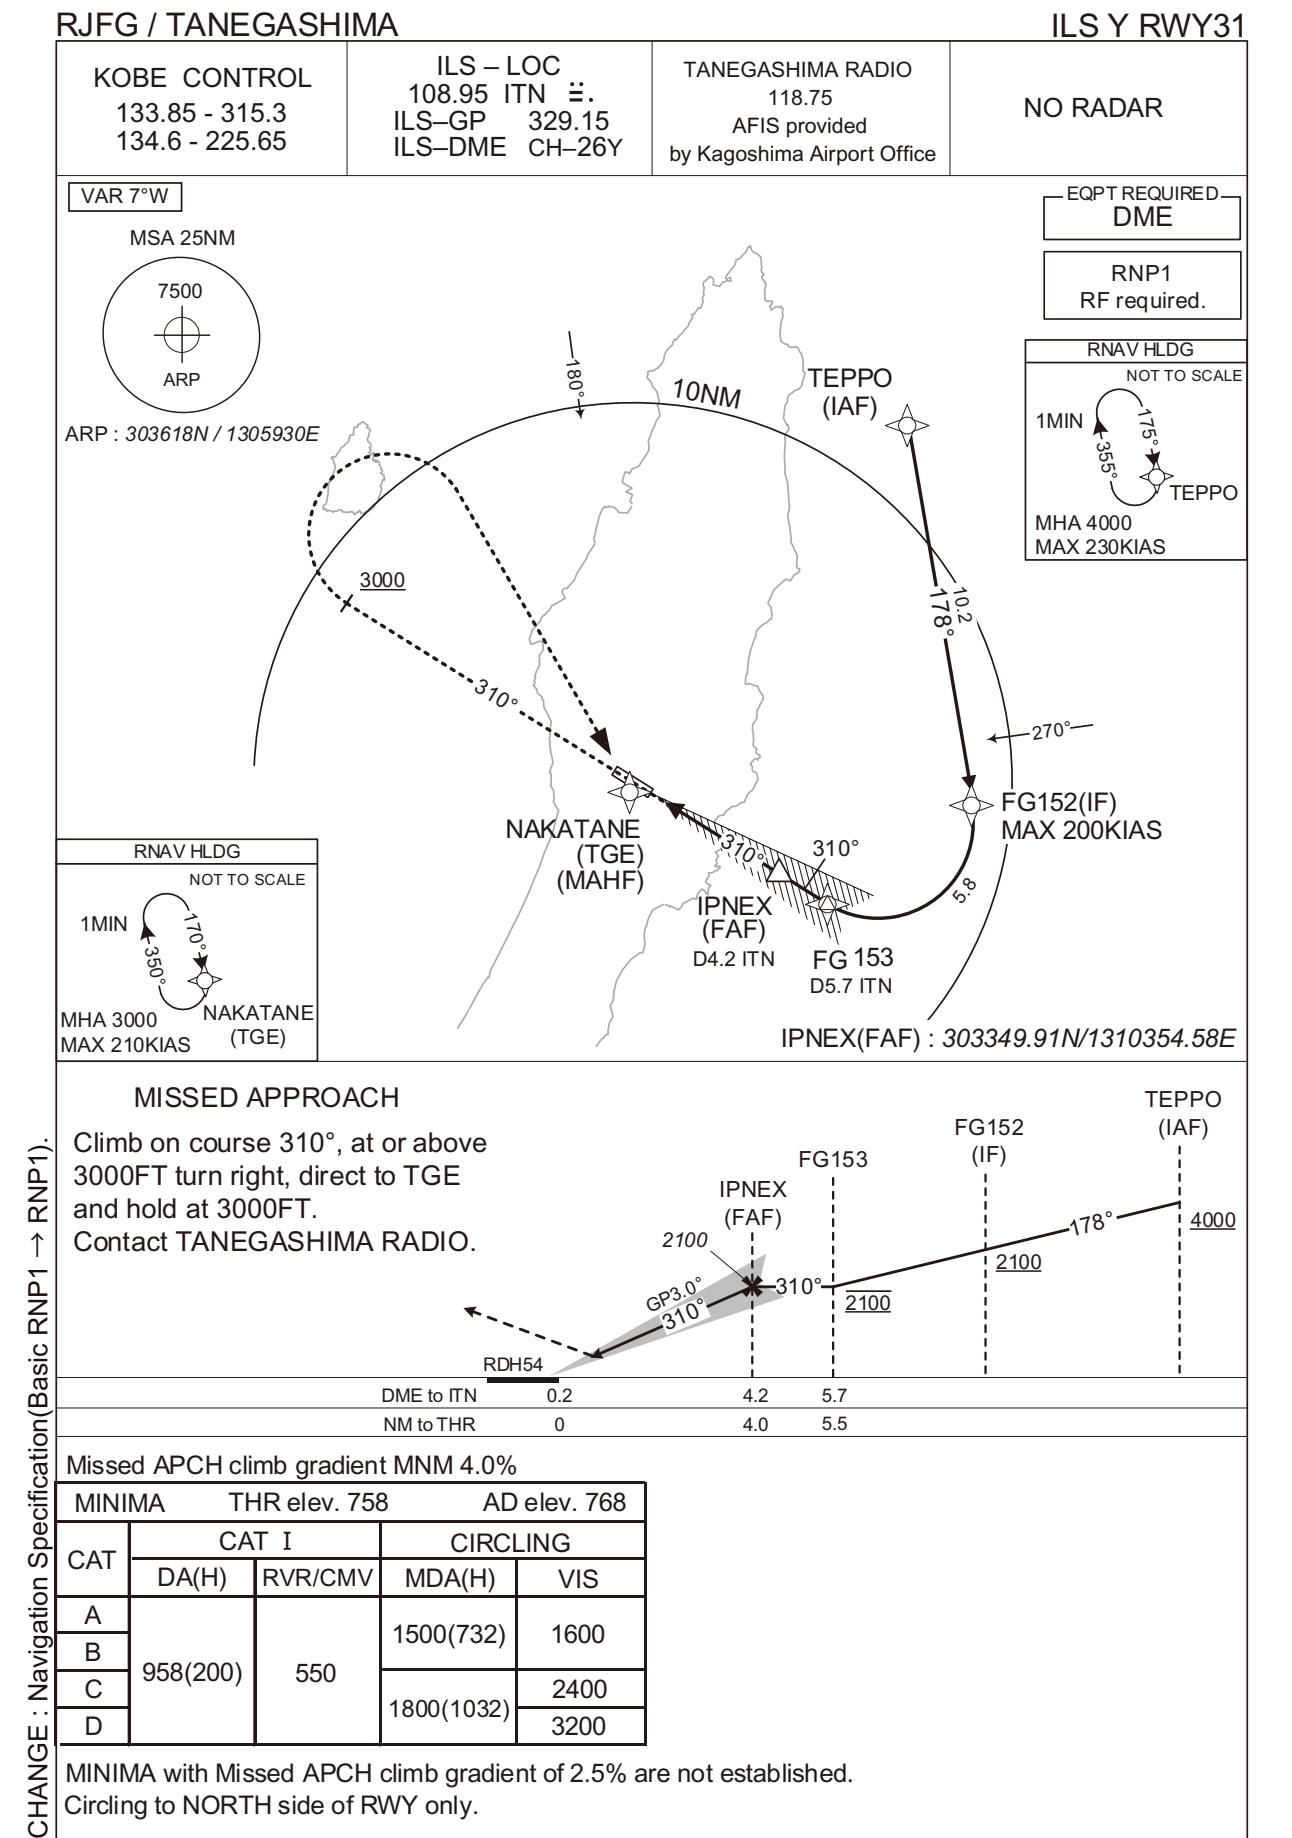 RJFG / TANEGASHIMA
ILS Y RWY31
KOBE CONTROL
133.85 - 315.3
134.6 - 225.65
ILS – LOC
108.95 ITN
ILS–GP 329.15
ILS–DME CH–26Y
TANEGASHIMA RADIO
118.75
AFIS provided
by Kagoshima Airport Office
NO RADAR
VAR 7°W
MSA 25NM
7500
ARP
ARP : 303618N / 1305930E
EQPT REQUIRED
DME
RNP1
RF required.
RNAV HLDG
NOT TO SCALE
1MIN
175°
355°
TEPPO
MHA 4000
MAX 230KIAS
180°
10NM
TEPPO
(IAF)
3000
10.2
178°
310°
270°
FG152(IF)
MAX 200KIAS
NAKATANE
(TGE)
(MAHF)
310°
310°
5.8
IPNEX
(FAF)
D4.2 ITN
FG 153
D5.7 ITN
RNAV HLDG
NOT TO SCALE
1MIN
170°
350°
NAKATANE
(TGE)
MHA 3000
MAX 210KIAS
IPNEX(FAF) : 303349.91N/1310354.58E
MISSED APPROACH
Climb on course 310°, at or above
3000FT turn right, direct to TGE
and hold at 3000FT.
Contact TANEGASHIMA RADIO.
TEPPO
(IAF)
FG152
(IF)
FG153
IPNEX
(FAF)
2100
178°
4000
2100
GP3.0°
310°
310°
2100
RDH54
DME to ITN 0.2 4.2 5.7
NM to THR 0 4.0 5.5
Missed APCH climb gradient MNM 4.0%
MINIMA THR elev. 758 AD elev. 768
CAT CAT I CIRCLING
DA(H) RVR/CMV MDA(H) VIS
A
B
C
D
958(200)
550
1500(732)
1600
1800(1032)
2400
3200
MINIMA with Missed APCH climb gradient of 2.5% are not established.
Circling to NORTH side of RWY only.
CHANGE : Navigation Specification(Basic RNP1 → RNP1).